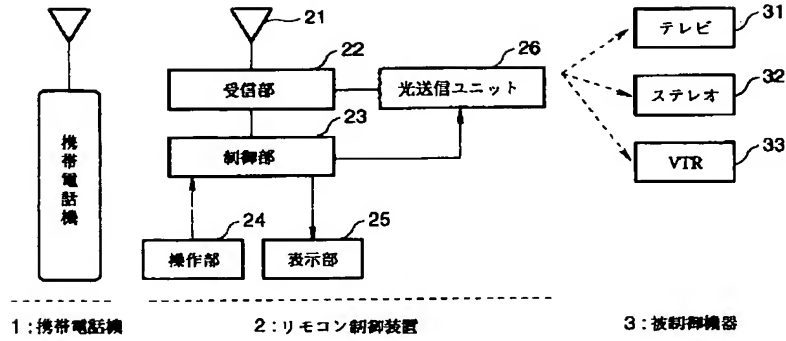 21
31
テレビ
22
26
受信部
光送信ユニット
32
ステレオ
23
制御部
33
VTR
携帯電話機
24
操作部
25
表示部
1:携帯電話機
2:リモコン制御装置
3:被制御機器